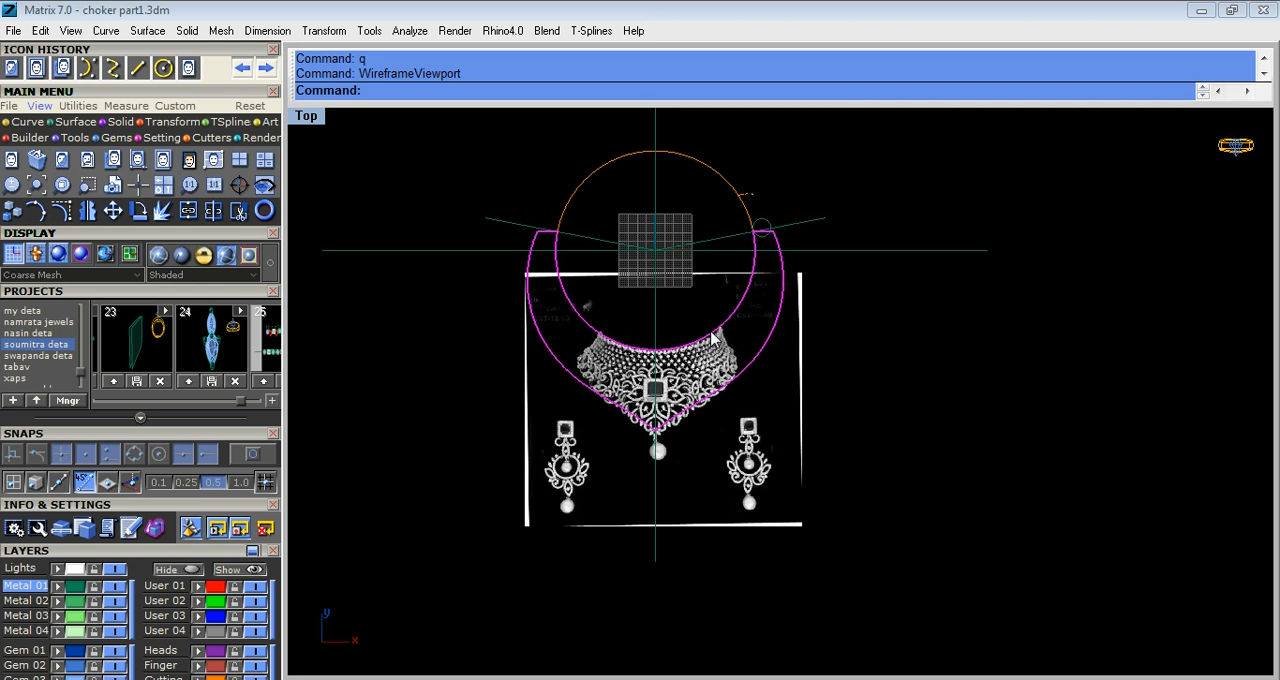 Matrix 7.0 - choker part1.3dm
File Edit View Curve Surface Solid Mesh Dimension Transform Tools Analyze Render Rhino4.0 Blend T-Splines Help
ICON HISTORY
Command: q
Command: WireframeViewport
Command:
MAIN MENU
File View Utilities Measure Custom Reset
Curve Surface Solid Transform TSpline Art
Builder Tools Gems Setting Cutters Render
Top
DISPLAY
Coarse Mesh Shaded
PROJECTS
my deta
namrata jewels
nasin deta
soumitra deta
swapanda deta
tabav
xaps
23 24 25
Mngr
SNAPS
45°
0.1 0.25 0.5 1.0
INFO & SETTINGS
LAYERS
Lights Hide Show
Metal 01 User 01
Metal 02 User 02
Metal 03 User 03
Metal 04 User 04
Gem 01 Heads
Gem 02 Finger
Gem 03 Cutting
y
x